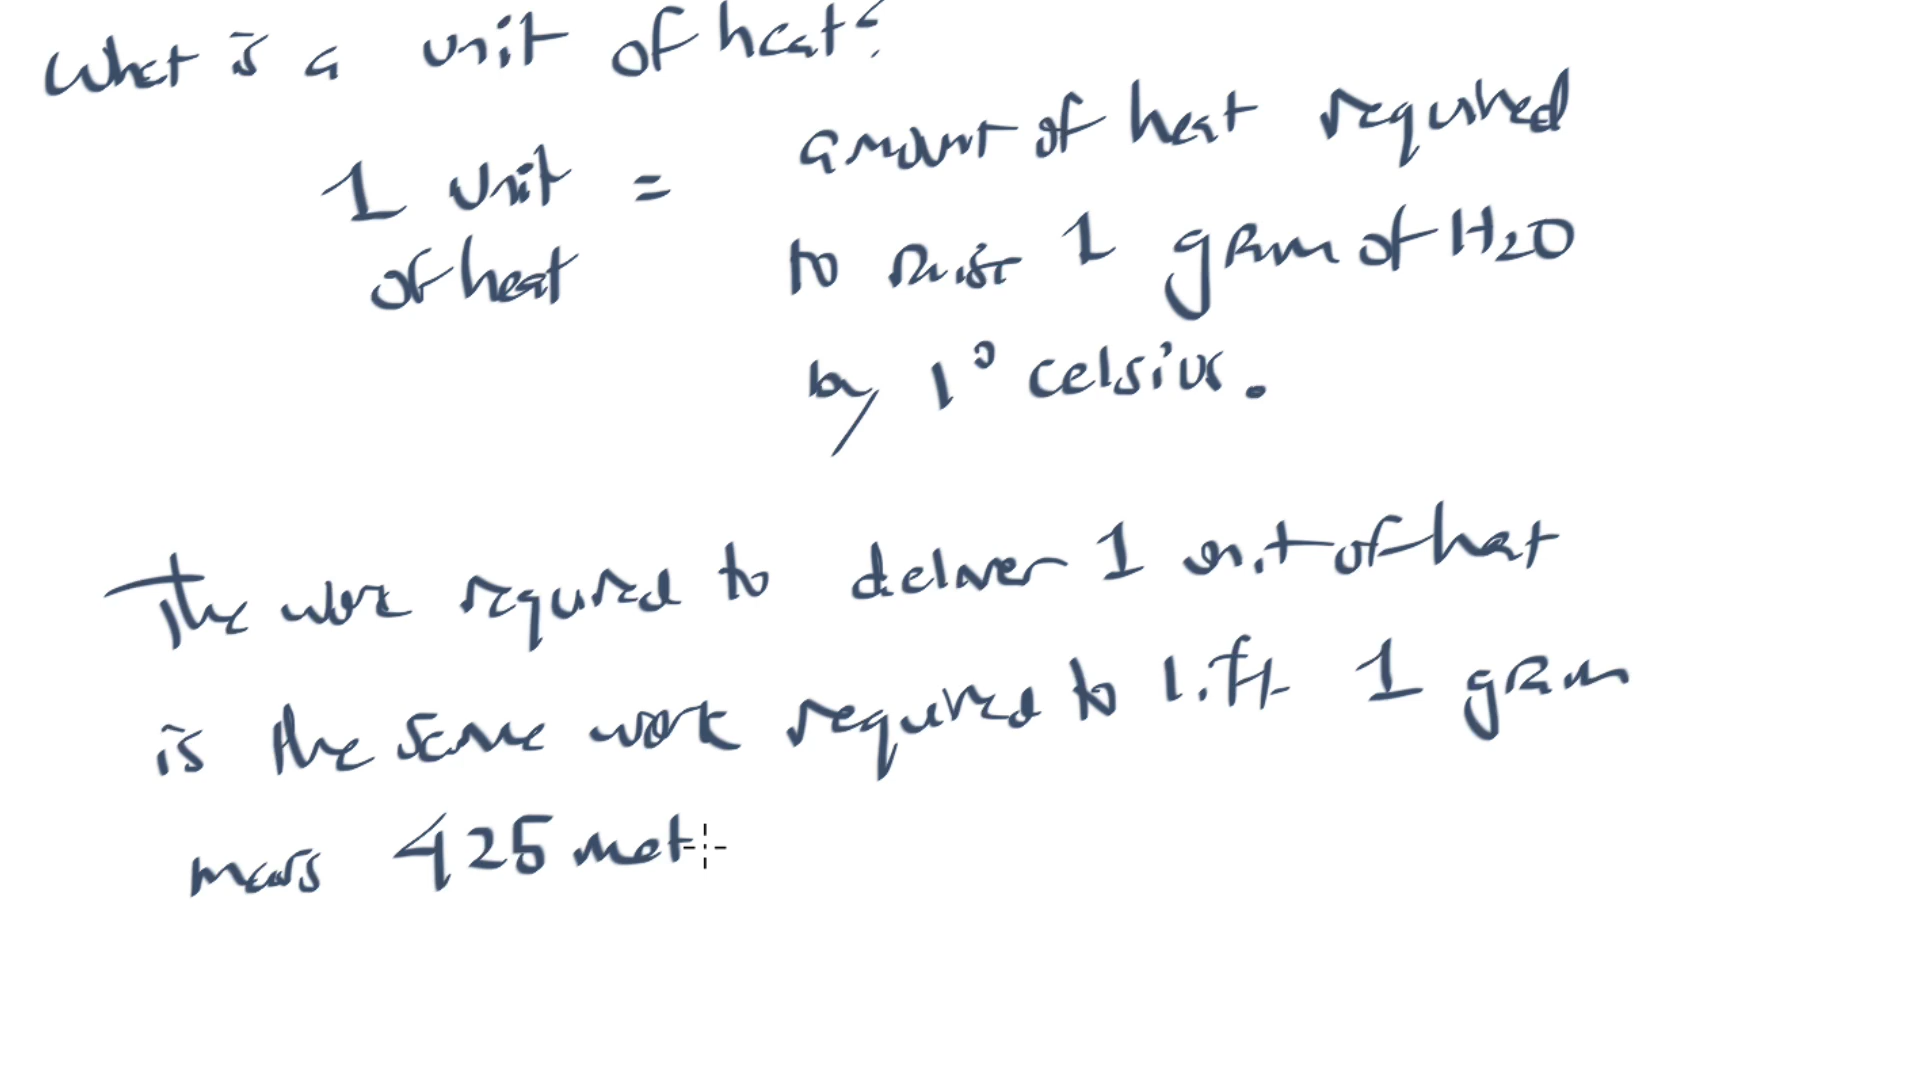 What is a unit of heat?
1 unit of heat = amount of heat required
to raise 1 gram of H2O
by 1° celsius.
The work required to deliver 1 unit of heat
is the same work required to lift 1 gram
mass 425 met